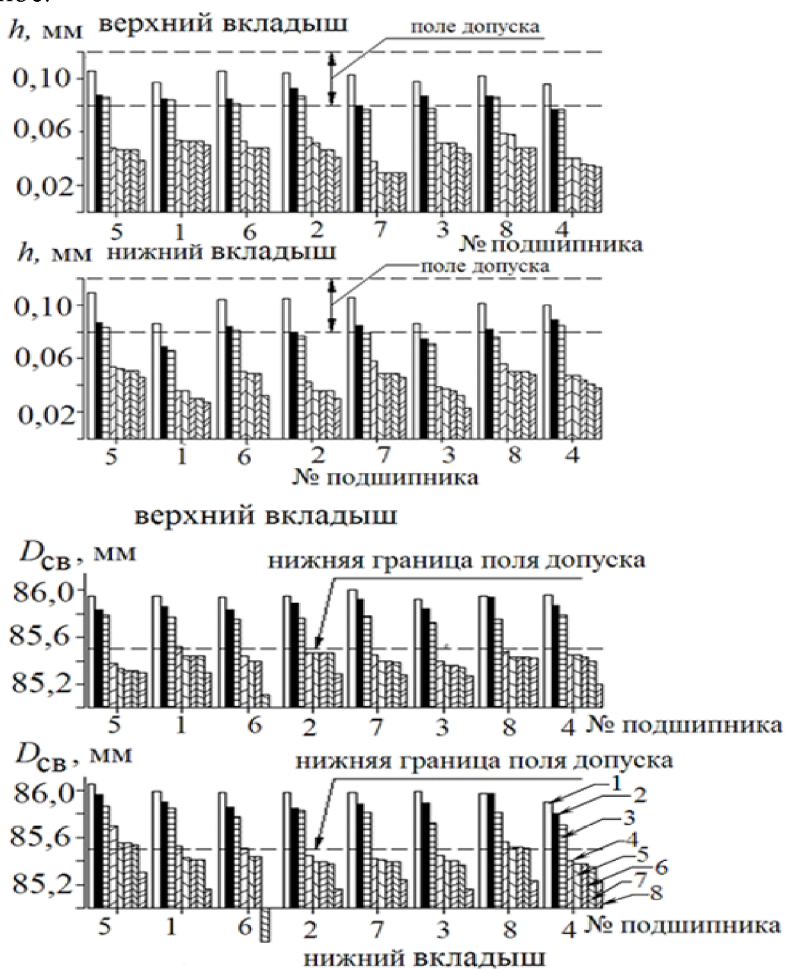 h, мм верхний вкладыш
поле допуска
0,10
0,06
0,02
5 1 6 2 7 3 8 4
№ подшипника
h, мм нижний вкладыш
поле допуска
0,10
0,06
0,02
5 1 6 2 7 3 8 4
№ подшипника
верхний вкладыш
Dсв, мм
нижняя граница поля допуска
86,0
85,6
85,2
5 1 6 2 7 3 8 4 № подшипника
Dсв, мм
нижняя граница поля допуска
86,0
85,6
85,2
1
2
3
4
5
6
7
8
5 1 6 2 7 3 8 4 № подшипника
нижний вкладыш